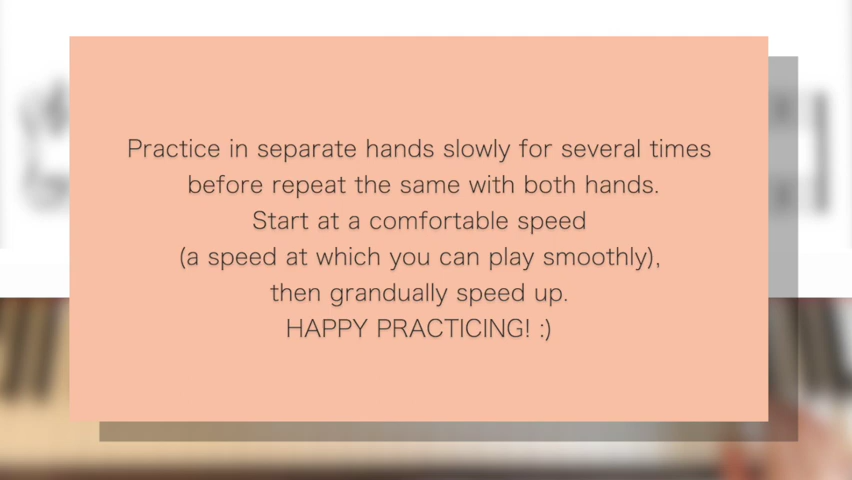 Practice in separate hands slowly for several times
before repeat the same with both hands.
Start at a comfortable speed
(a speed at which you can play smoothly),
then grandually speed up.
HAPPY PRACTICING! :)